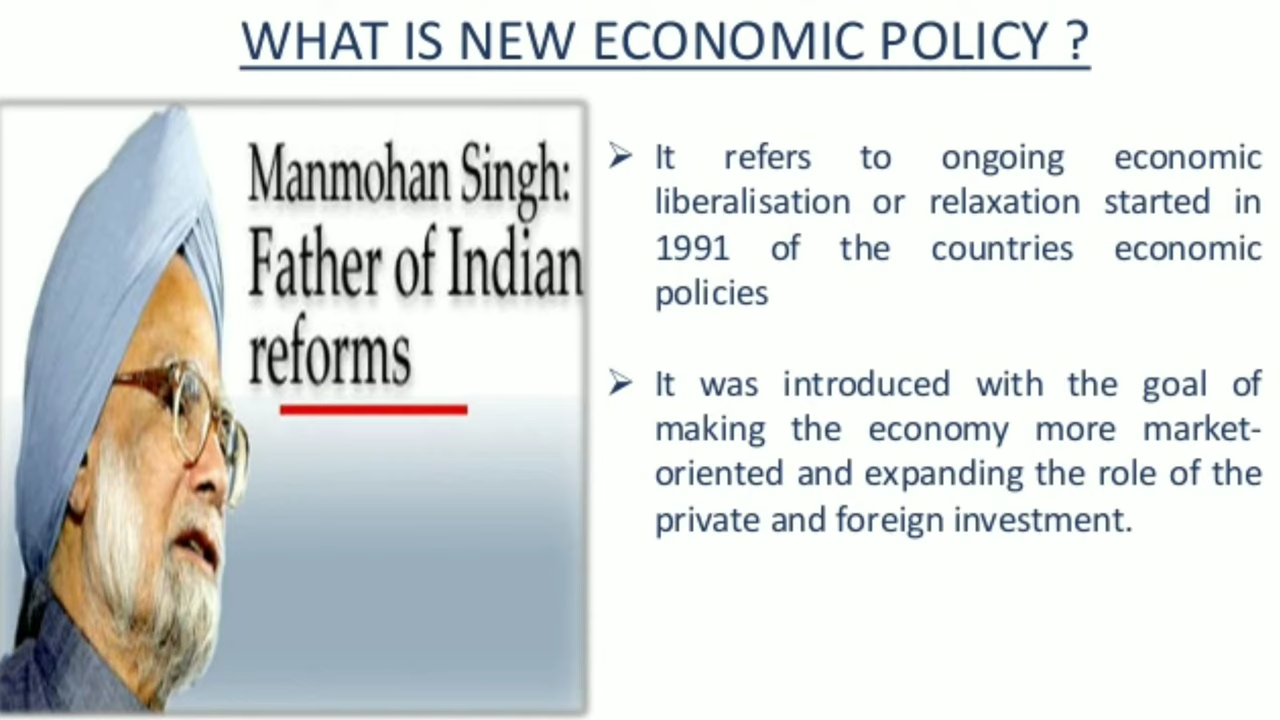 WHAT IS NEW ECONOMIC POLICY ?
Manmohan Singh:
Father of Indian
reforms
➢ It refers to ongoing economic
liberalisation or relaxation started in
1991 of the countries economic
policies
➢ It was introduced with the goal of
making the economy more market-
oriented and expanding the role of the
private and foreign investment.